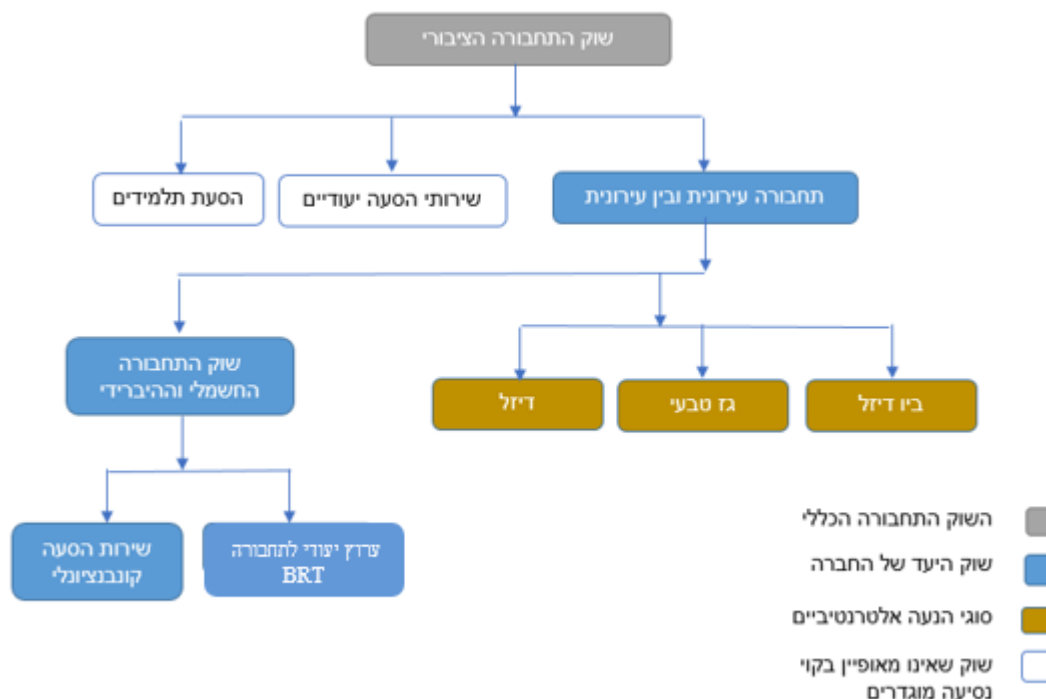 שוק התחבורה הציבורי
תחבורה עירונית ובין עירונית
שירותי הסעה יעודיים
הסעת תלמידים
שוק התחבורה
החשמלי וההיברידי
ביו דיזל
גז טבעי
דיזל
ערוץ יעודי לתחבורה
BRT
שירות הסעה
קונבנציונלי
השוק התחבורה הכללי
שוק היעד של החברה
סוגי הנעה אלטרנטיביים
שוק שאינו מאופיין בקוי
נסיעה מוגדרים